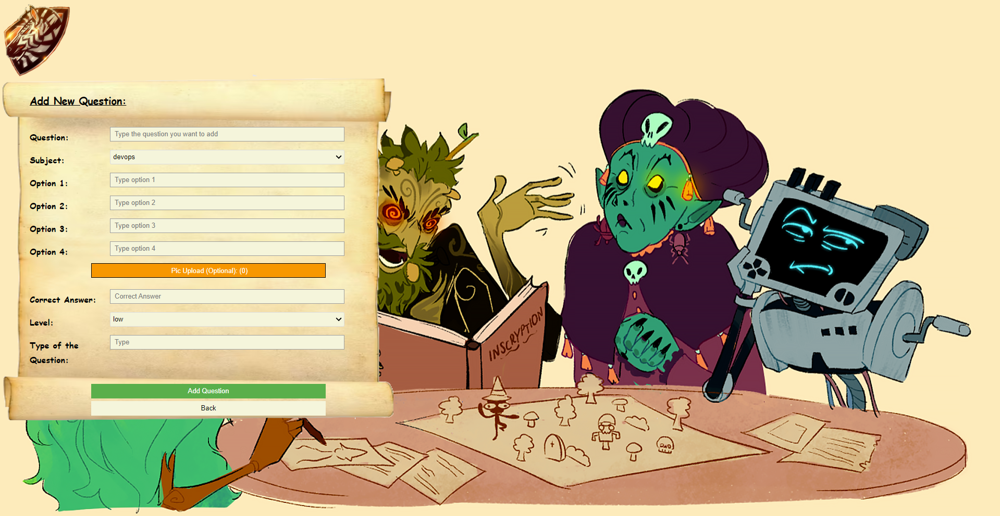 Add New Question:
Question:
Type the question you want to add
Subject:
devops
Option 1:
Type option 1
Option 2:
Type option 2
Option 3:
Type option 3
Option 4:
Type option 4
Pic Upload (Optional): (0)
Correct Answer:
Correct Answer
Level:
low
Type of the
Question:
Type
Add Question
Back
INSCRYPTION